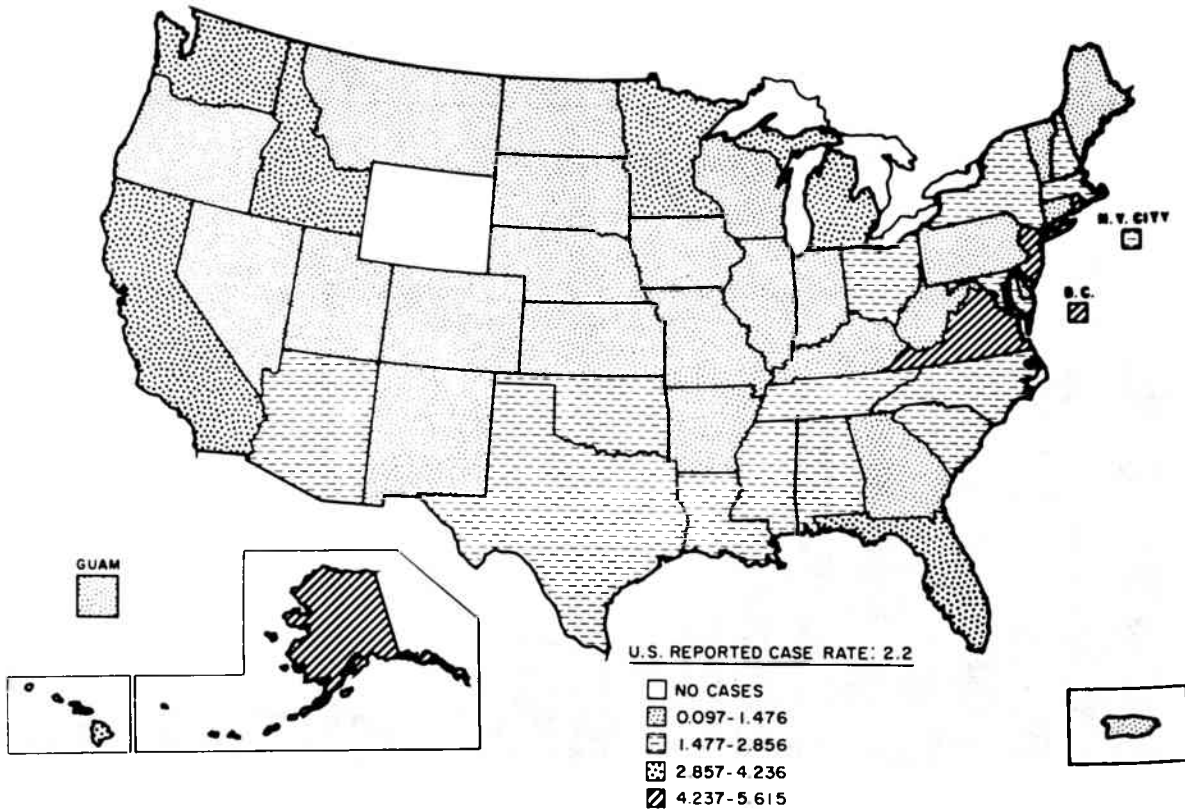 N.Y. CITY
D.C.
GUAM
U.S. REPORTED CASE RATE: 2.2
NO CASES
0.097-1.476
1.477-2.856
2.857-4.236
4.237-5.615